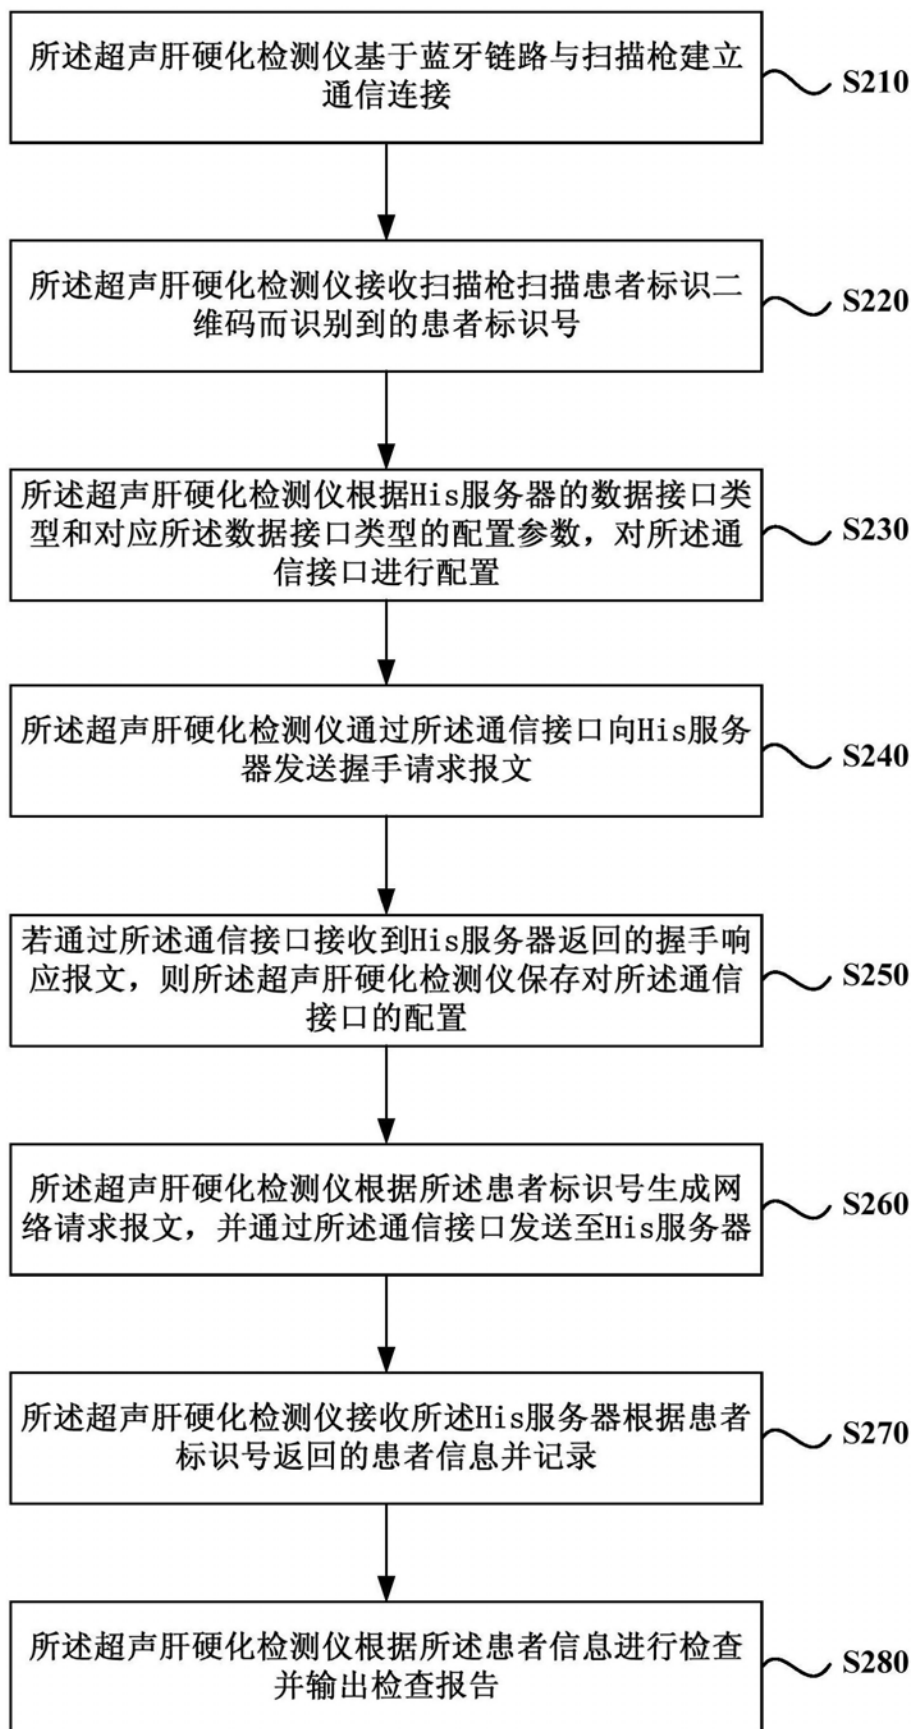 所述超声肝硬化检测仪基于蓝牙链路与扫描枪建立
通信连接
S210
所述超声肝硬化检测仪接收扫描枪扫描患者标识二
维码而识别到的患者标识号
S220
所述超声肝硬化检测仪根据His服务器的数据接口类
型和对应所述数据接口类型的配置参数，对所述通
信接口进行配置
S230
所述超声肝硬化检测仪通过所述通信接口向His服务
器发送握手请求报文
S240
若通过所述通信接口接收到His服务器返回的握手响
应报文，则所述超声肝硬化检测仪保存对所述通信
接口的配置
S250
所述超声肝硬化检测仪根据所述患者标识号生成网
络请求报文，并通过所述通信接口发送至His服务器
S260
所述超声肝硬化检测仪接收所述His服务器根据患者
标识号返回的患者信息并记录
S270
所述超声肝硬化检测仪根据所述患者信息进行检查
并输出检查报告
S280